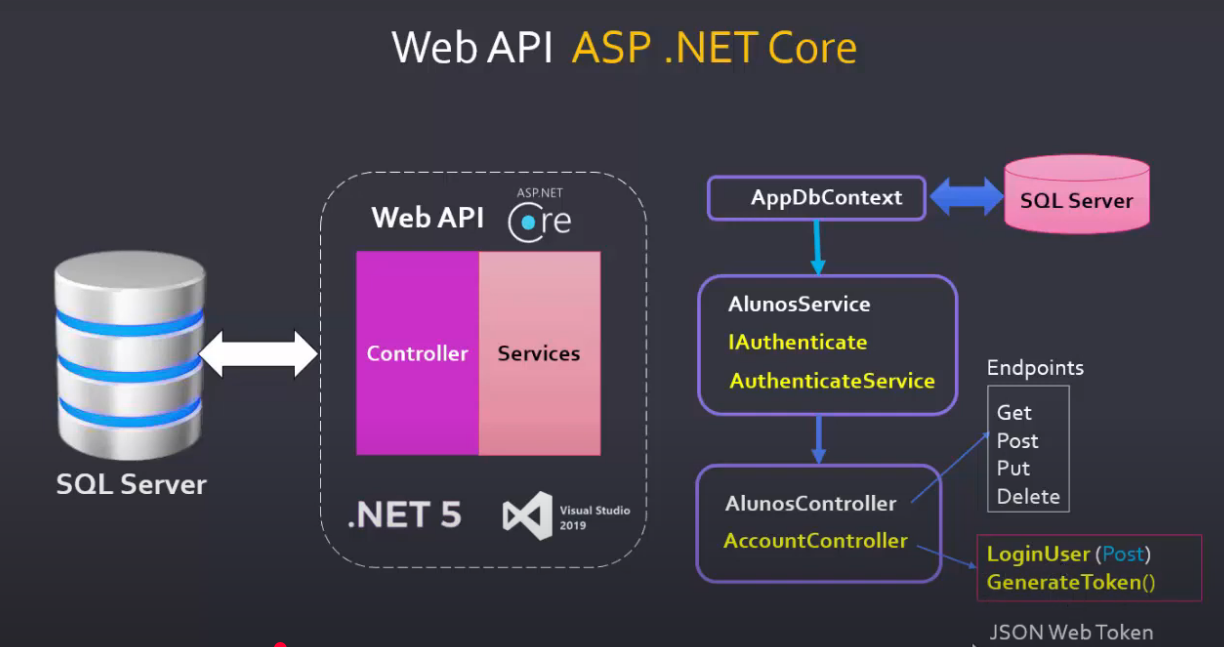 Web API ASP .NET Core
SQL Server
Web API
ASP.NET
Core
Controller
Services
.NET 5
Visual Studio
2019
AppDbContext
SQL Server
AlunosService
IAuthenticate
AuthenticateService
AlunosController
AccountController
Endpoints
Get
Post
Put
Delete
LoginUser (Post)
GenerateToken()
JSON Web Token